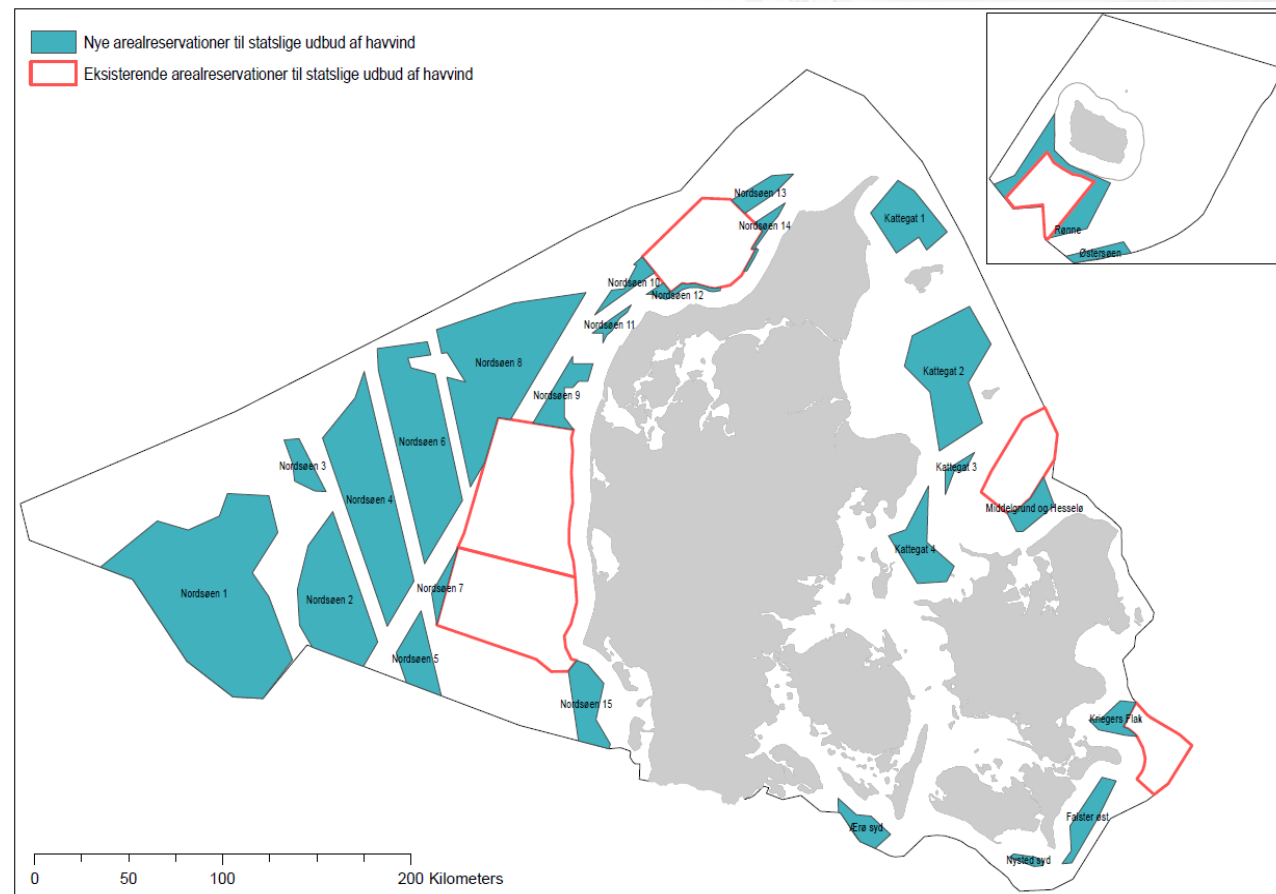 Nye arealreservationer til statslige udbud af havvind
Eksisterende arealreservationer til statslige udbud af havvind
Nordsøen 13
Kattegat 1
Nordsøen 14
Rønne
Østersøen
Nordsøen 10
Nordsøen 12
Nordsøen 11
Nordsøen 8
Kattegat 2
Nordsøen 9
Nordsøen 6
Nordsøen 3
Kattegat 3
Nordsøen 4
Middelgrund og Hesselø
Kattegat 4
Nordsøen 7
Nordsøen 1
Nordsøen 2
Nordsøen 5
Nordsøen 15
Kriegers Flak
Falster øst
Ærø syd
Nysted syd
0 50 100 200 Kilometers